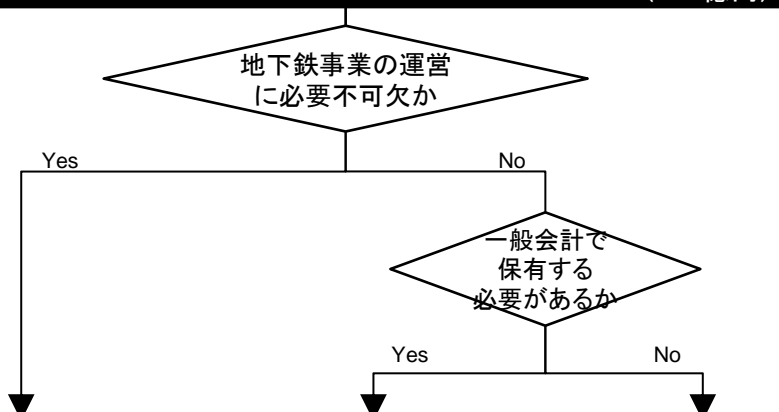 地下鉄事業の運営
に必要不可欠か
Yes
No
一般会計で
保有する
必要があるか
Yes
No